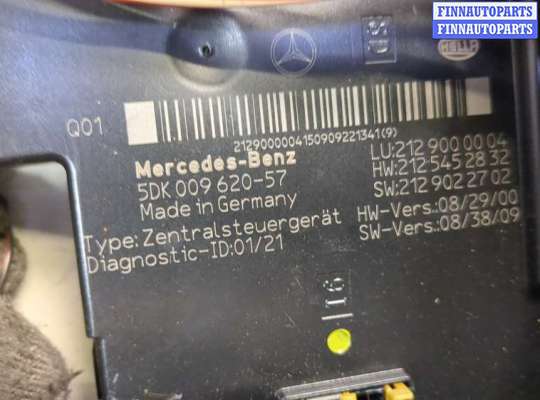 FINNAUTOPARTS
FINNAUTOPARTS
HELLA
Q01
2129000004150909221341(9)
Mercedes-Benz
5DK 009 620-57
Made in Germany
Type: Zentralsteuergerät
Diagnostic-ID:01/21
LU:212 900 00 04
HW:212 545 28 32
SW:212 902 27 02
HW-Vers.:08/29/00
SW-Vers.:08/38/09
16